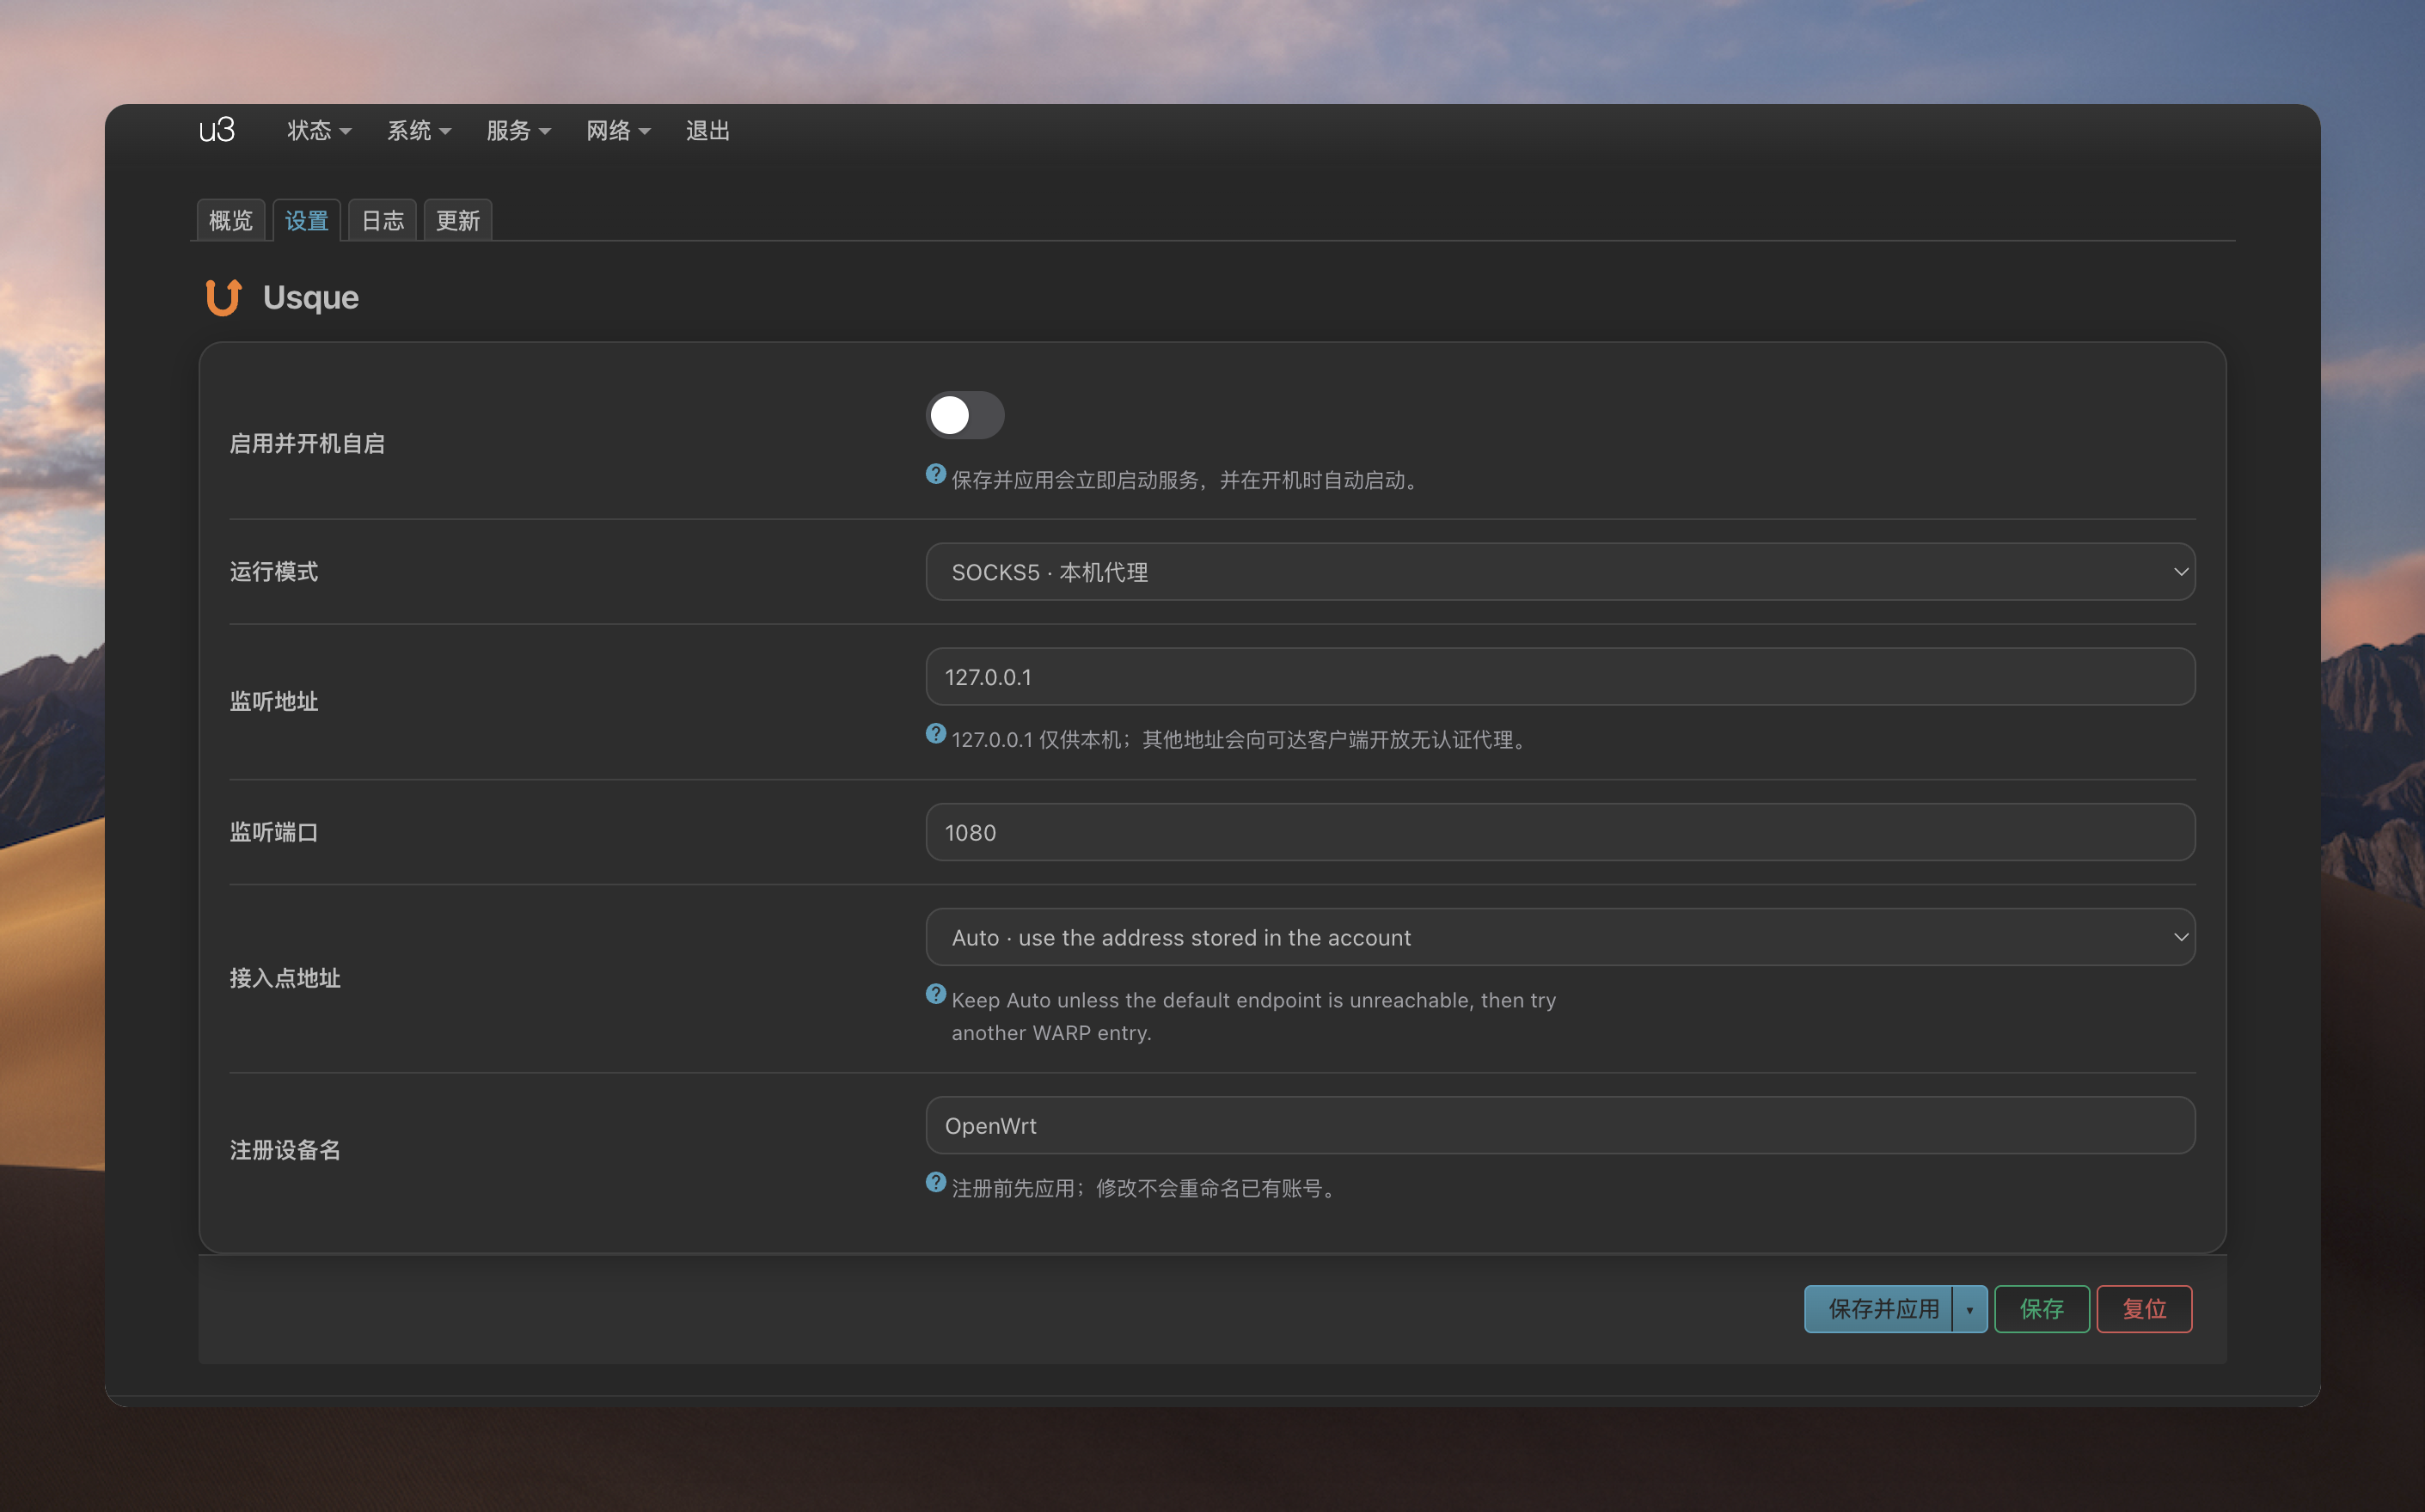 u3 状态 系统 服务 网络 退出
概览 设置 日志 更新
Usque
启用并开机自启
保存并应用会立即启动服务，并在开机时自动启动。
运行模式
SOCKS5 · 本机代理
监听地址
127.0.0.1
127.0.0.1 仅供本机；其他地址会向可达客户端开放无认证代理。
监听端口
1080
接入点地址
Auto · use the address stored in the account
Keep Auto unless the default endpoint is unreachable, then try
another WARP entry.
注册设备名
OpenWrt
注册前先应用；修改不会重命名已有账号。
保存并应用 保存 复位